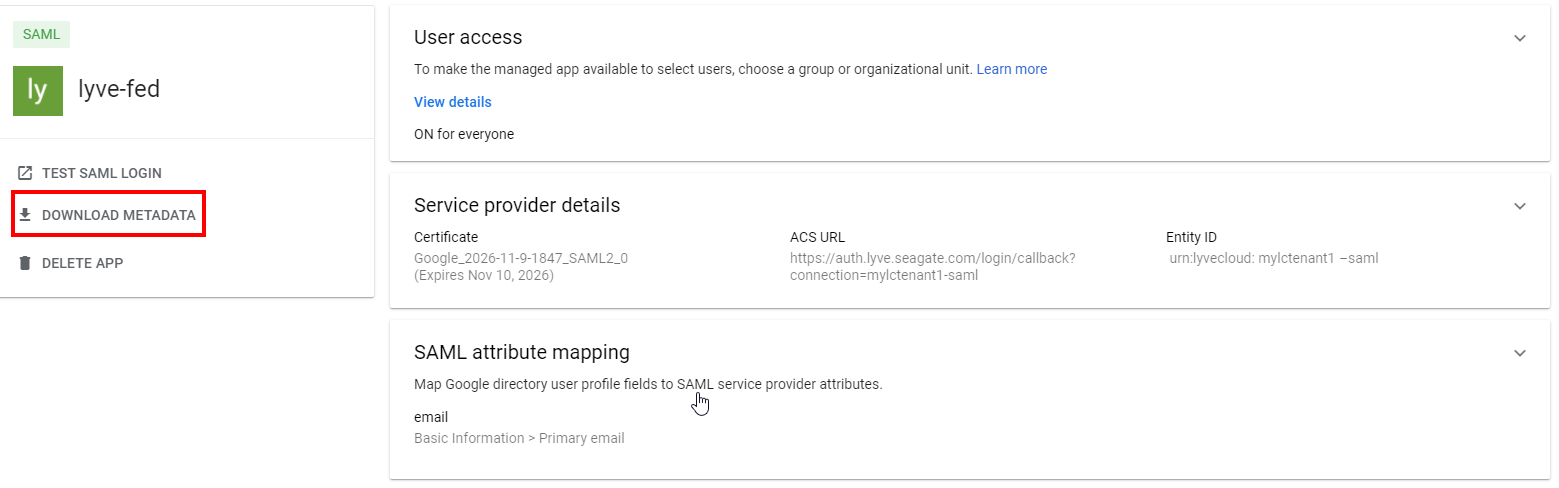 SAML
ly
lyve-fed
TEST SAML LOGIN
DOWNLOAD METADATA
DELETE APP
User access
To make the managed app available to select users, choose a group or organizational unit. Learn more
View details
ON for everyone
Service provider details
Certificate
Google_2026-11-9-1847_SAML2_0
(Expires Nov 10, 2026)
ACS URL
https://auth.lyve.seagate.com/login/callback?
connection=mylctenant1-saml
Entity ID
urn:lyvecloud: mylctenant1 –saml
SAML attribute mapping
Map Google directory user profile fields to SAML service provider attributes.
email
Basic Information > Primary email